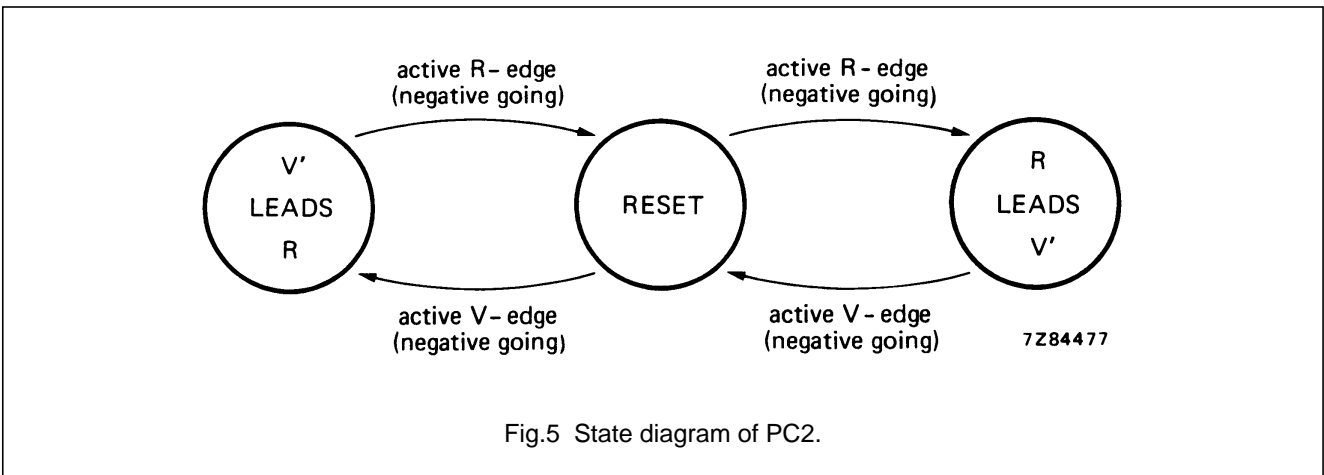 active R-edge
(negative going)
active R-edge
(negative going)
V'
LEADS
R
RESET
R
LEADS
V'
active V-edge
(negative going)
active V-edge
(negative going)
7Z84477
Fig.5 State diagram of PC2.